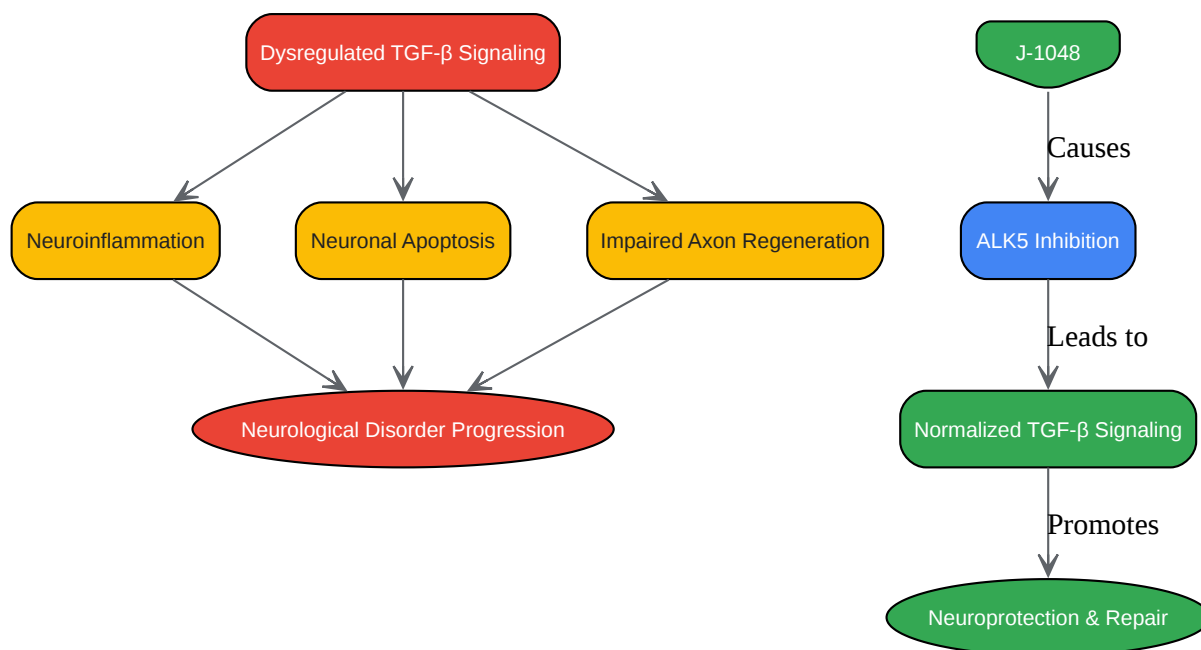 Dysregulated TGF-β Signaling
J-1048
Causes
Neuroinflammation
Neuronal Apoptosis
Impaired Axon Regeneration
ALK5 Inhibition
Leads to
Neurological Disorder Progression
Normalized TGF-β Signaling
Promotes
Neuroprotection & Repair